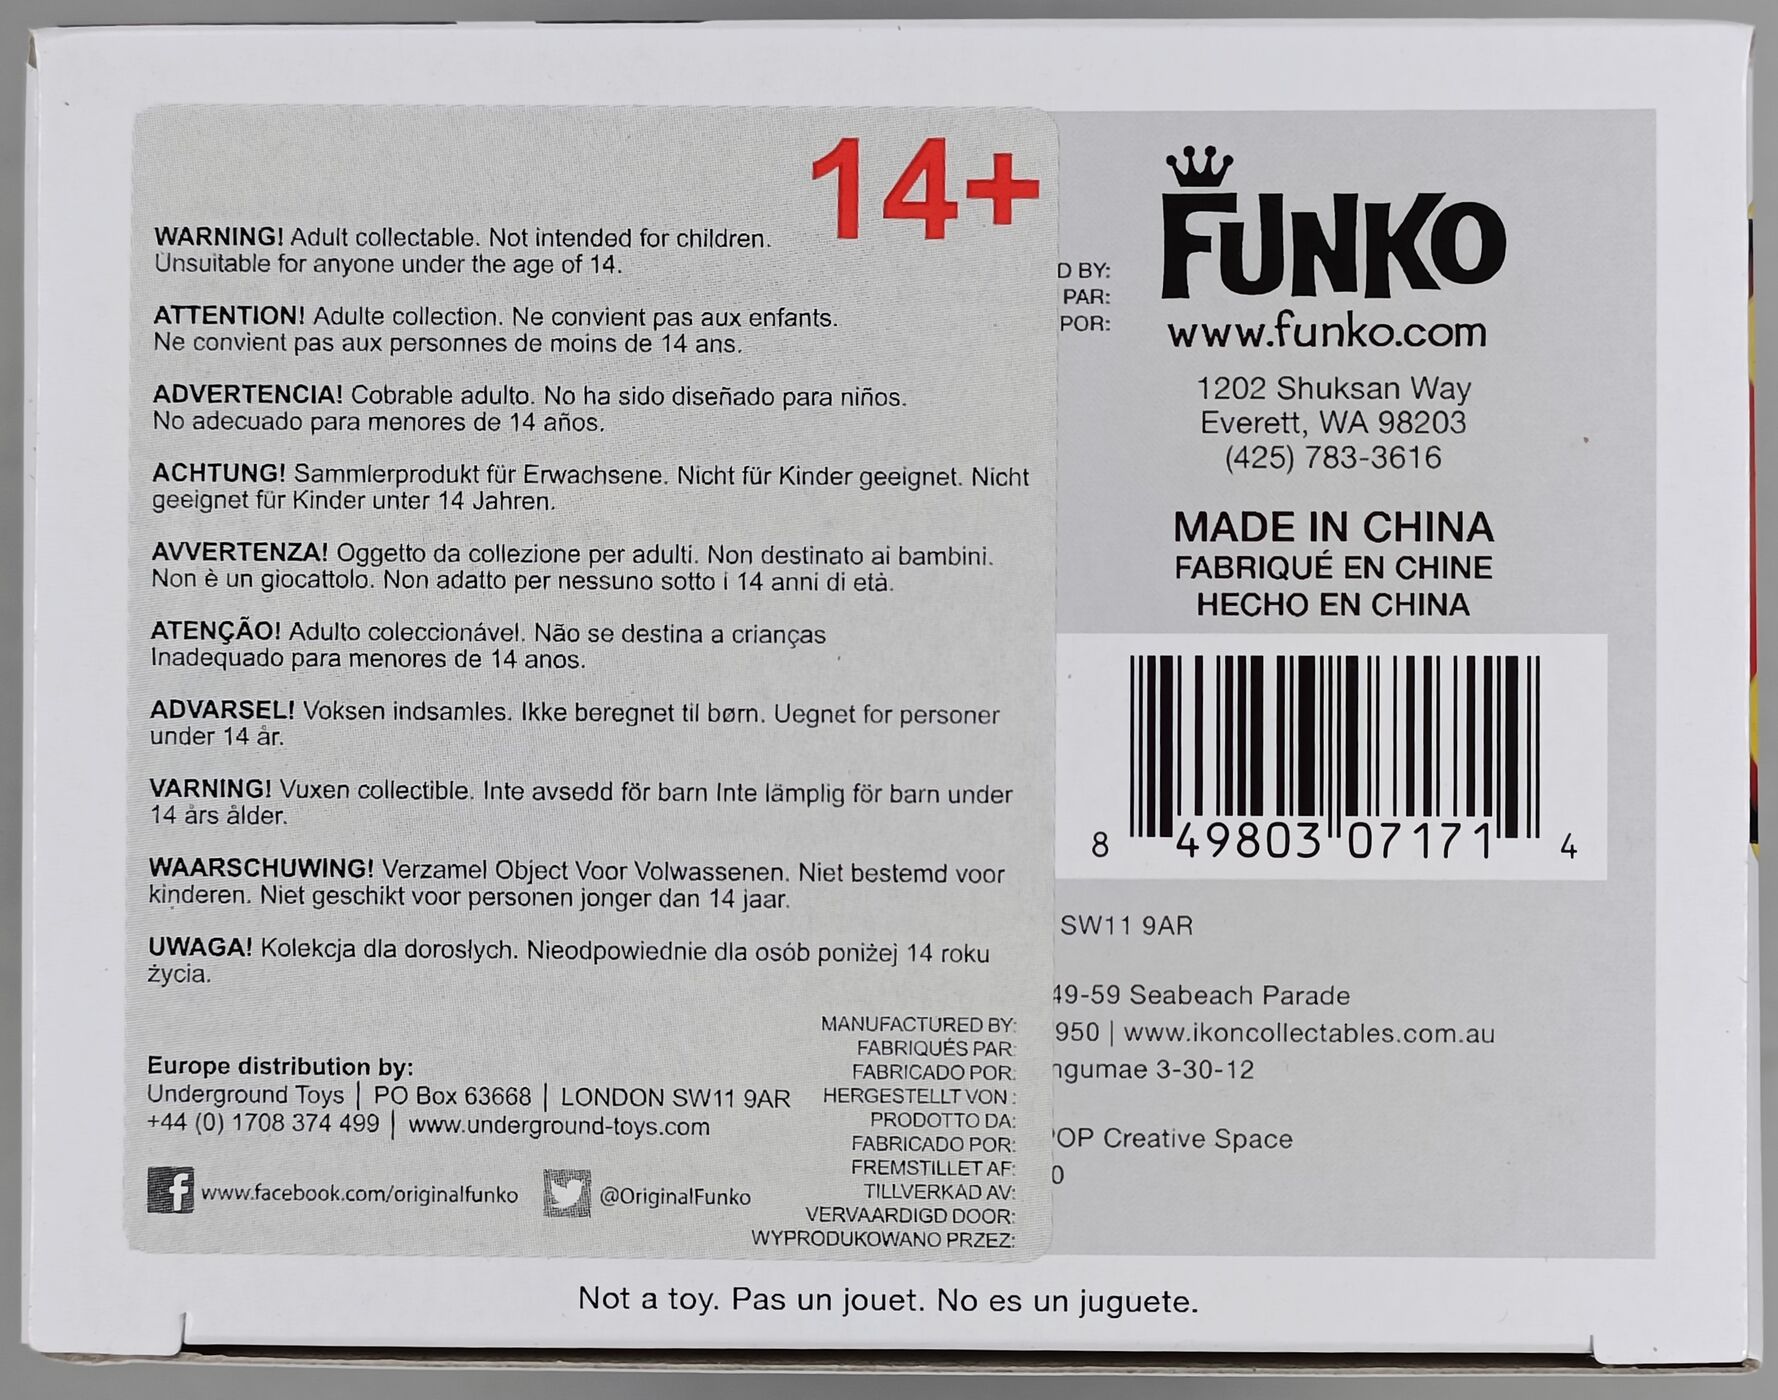 14+
WARNING! Adult collectable. Not intended for children.
Unsuitable for anyone under the age of 14.
ATTENTION! Adulte collection. Ne convient pas aux enfants.
Ne convient pas aux personnes de moins de 14 ans.
ADVERTENCIA! Cobrable adulto. No ha sido diseñado para niños.
No adecuado para menores de 14 años.
ACHTUNG! Sammlerprodukt für Erwachsene. Nicht für Kinder geeignet. Nicht
geeignet für Kinder unter 14 Jahren.
AVVERTENZA! Oggetto da collezione per adulti. Non destinato ai bambini.
Non è un giocattolo. Non adatto per nessuno sotto i 14 anni di età.
ATENÇÃO! Adulto coleccionável. Não se destina a crianças
Inadequado para menores de 14 anos.
ADVARSEL! Voksen indsamles. Ikke beregnet til børn. Uegnet for personer
under 14 år.
VARNING! Vuxen collectible. Inte avsedd för barn Inte lämplig för barn under
14 års ålder.
WAARSCHUWING! Verzamel Object Voor Volwassenen. Niet bestemd voor
kinderen. Niet geschikt voor personen jonger dan 14 jaar.
UWAGA! Kolekcja dla dorosłych. Nieodpowiednie dla osób poniżej 14 roku
życia.
Europe distribution by:
Underground Toys | PO Box 63668 | LONDON SW11 9AR
+44 (0) 1708 374 499 | www.underground-toys.com
www.facebook.com/originalfunko @OriginalFunko
MANUFACTURED BY:
FABRIQUÉS PAR:
FABRICADO POR:
HERGESTELLT VON :
PRODOTTO DA:
FABRICADO POR:
FREMSTILLET AF:
TILLVERKAD AV:
VERVAARDIGD DOOR:
WYPRODUKOWANO PRZEZ:
D BY:
PAR:
POR:
FUNKO
www.funko.com
1202 Shuksan Way
Everett, WA 98203
(425) 783-3616
MADE IN CHINA
FABRIQUÉ EN CHINE
HECHO EN CHINA
8 49803 07171 4
SW11 9AR
49-59 Seabeach Parade
950 | www.ikoncollectables.com.au
ngumae 3-30-12
POP Creative Space
0
Not a toy. Pas un jouet. No es un juguete.